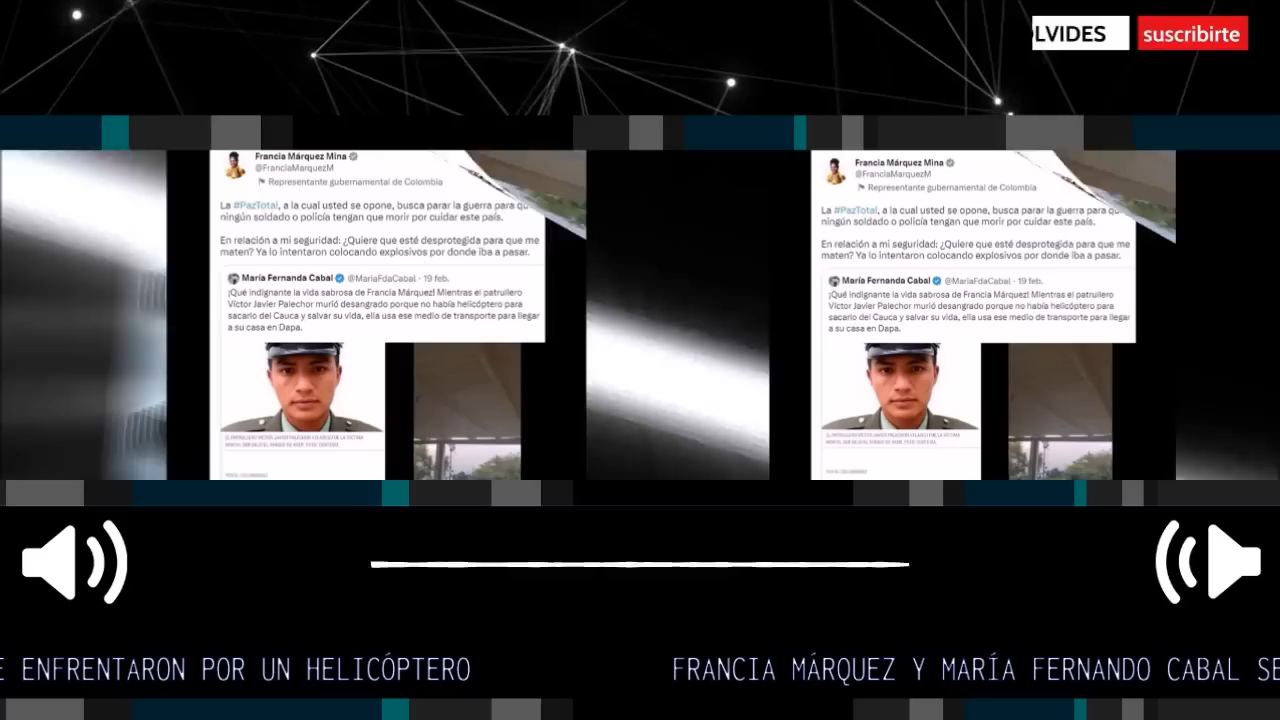 LVIDES
suscribirte
Francia Márquez Mina
@FranciaMarquezM
Representante gubernamental de Colombia
La #PazTotal, a la cual usted se opone, busca parar la guerra para qu
ningún soldado o policía tengan que morir por cuidar este país.
En relación a mi seguridad: ¿Quiere que esté desprotegida para que me
maten? Ya lo intentaron colocando explosivos por donde iba a pasar.
María Fernanda Cabal @MariaFdaCabal · 19 feb.
¡Qué indignante la vida sabrosa de Francia Márquez! Mientras el patrullero
Víctor Javier Palechor murió desangrado porque no había helicóptero para
sacarlo del Cauca y salvar su vida, ella usa ese medio de transporte para llegar
a su casa en Dapa.
Francia Márquez Mina
@FranciaMarquezM
Representante gubernamental de Colombia
La #PazTotal, a la cual usted se opone, busca parar la guerra para qu
ningún soldado o policía tengan que morir por cuidar este país.
En relación a mi seguridad: ¿Quiere que esté desprotegida para que me
maten? Ya lo intentaron colocando explosivos por donde iba a pasar.
María Fernanda Cabal @MariaFdaCabal · 19 feb.
¡Qué indignante la vida sabrosa de Francia Márquez! Mientras el patrullero
Víctor Javier Palechor murió desangrado porque no había helicóptero para
sacarlo del Cauca y salvar su vida, ella usa ese medio de transporte para llegar
a su casa en Dapa.
E ENFRENTARON POR UN HELICÓPTERO
FRANCIA MÁRQUEZ Y MARÍA FERNANDO CABAL SE